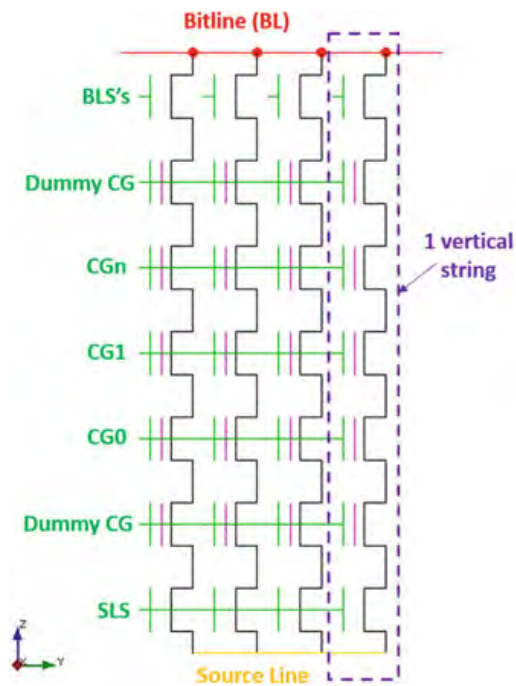 Bitline (BL)
BLS's
Dummy CG
CGn
1 vertical
string
CG1
CG0
Dummy CG
SLS
Z
Y
Source Line